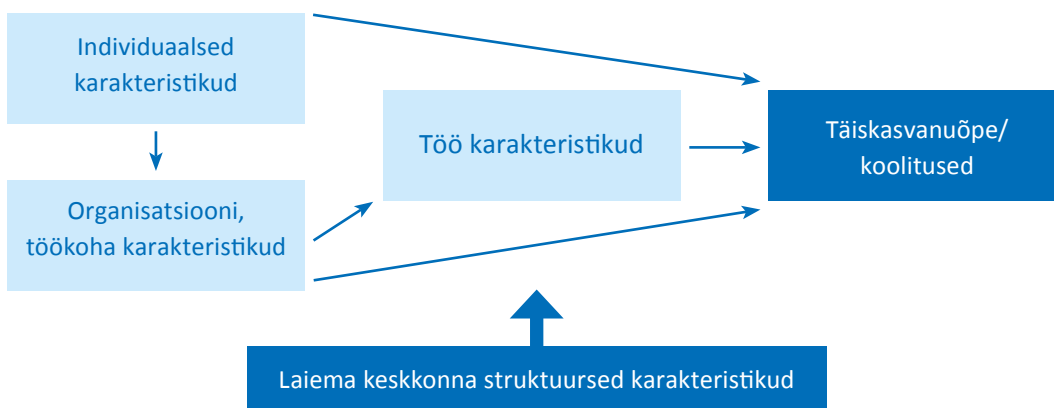 Individuaalsed
karakteristikud
Organisatsiooni,
töökoha karakteristikud
Töö karakteristikud
Täiskasvanuõpe/
koolitused
Laiema keskkonna struktuursed karakteristikud